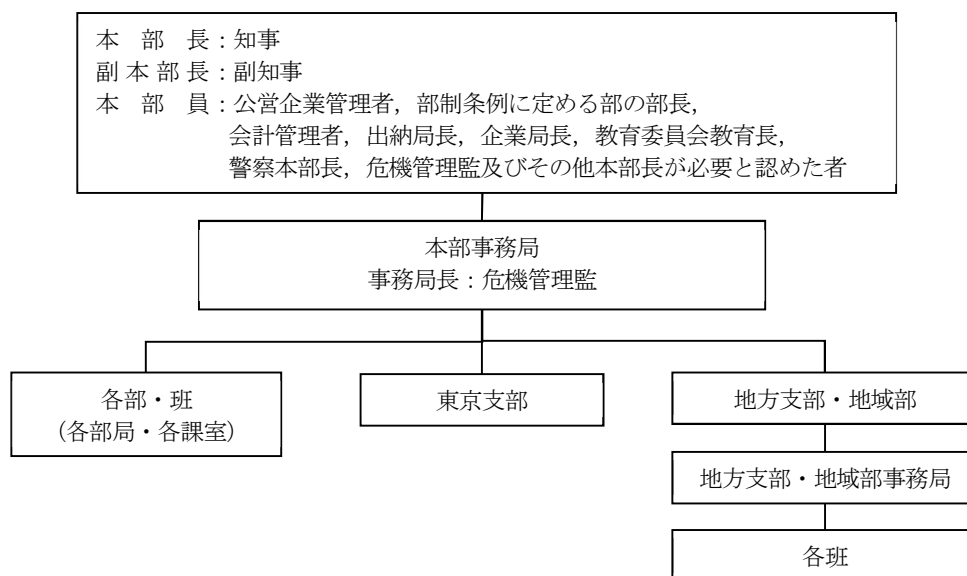 本 部 長：知事
副 本 部 長：副知事
本 部 員：公営企業管理者，部制条例に定める部の部長，
会計管理者，出納局長，企業局長，教育委員会教育長，
警察本部長，危機管理監及びその他本部長が必要と認めた者
本部事務局
事務局長：危機管理監
各部・班
（各部局・各課室）
東京支部
地方支部・地域部
地方支部・地域部事務局
各班